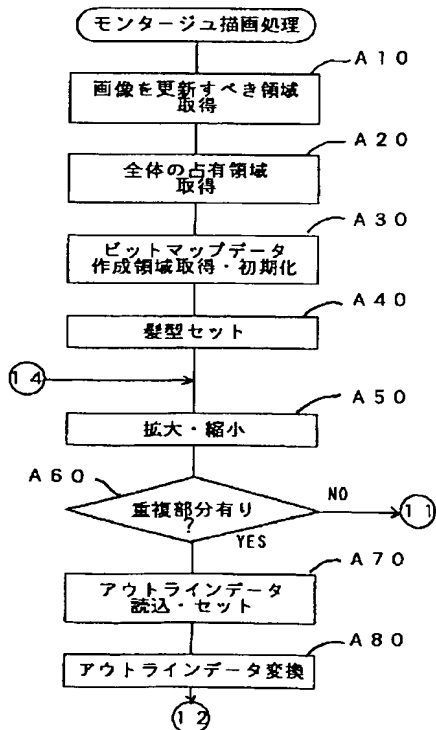 モンタージュ描画処理
A10
画像を更新すべき領域
取得
A20
全体の占有領域
取得
A30
ビットマップデータ
作成領域取得・初期化
A40
髪型セット
14
A50
拡大・縮小
A60
重複部分有り
?
NO
11
YES
A70
アウトラインデータ
読込・セット
A80
アウトラインデータ変換
12